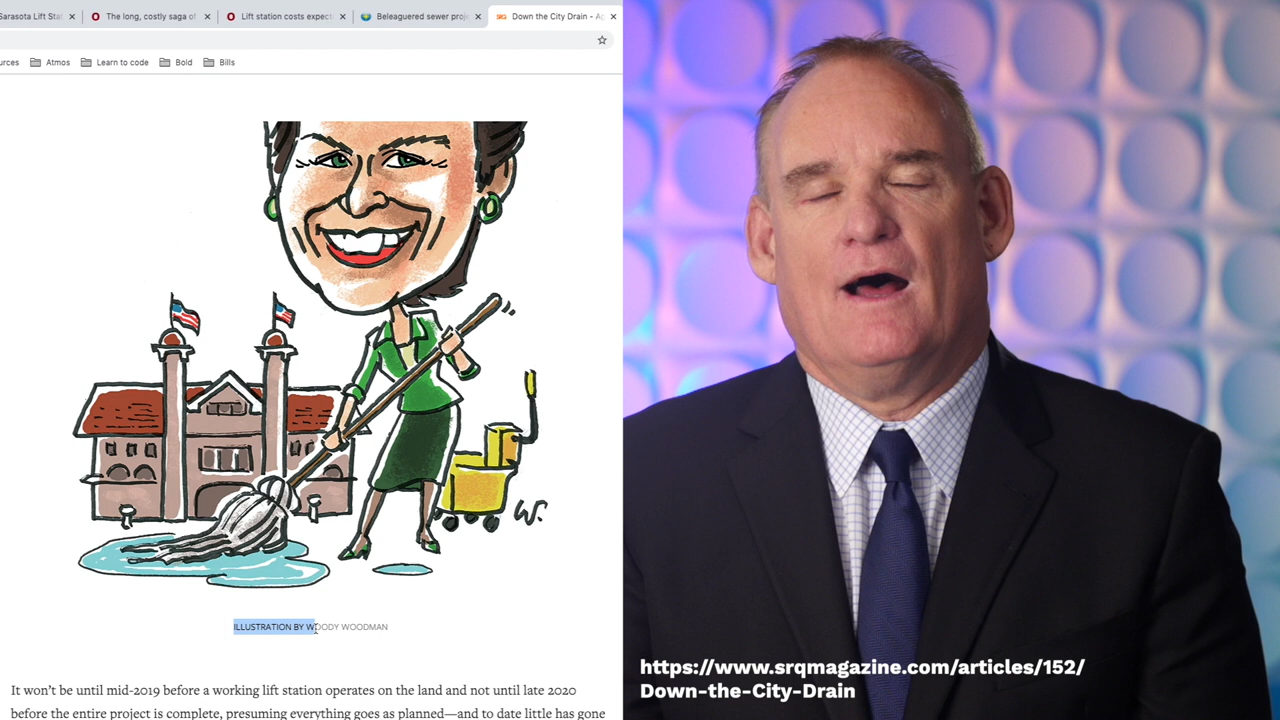 Sarasota Lift Sta
The long, costly saga of
Lift station costs expect
Beleaguered sewer proje
Down the City Drain - Ap
urces
Atmos
Learn to code
Bold
Bills
W.
ILLUSTRATION BY WOODY WOODMAN
It won't be until mid-2019 before a working lift station operates on the land and not until late 2020
before the entire project is complete, presuming everything goes as planned—and to date little has gone
https://www.srqmagazine.com/articles/152/
Down-the-City-Drain